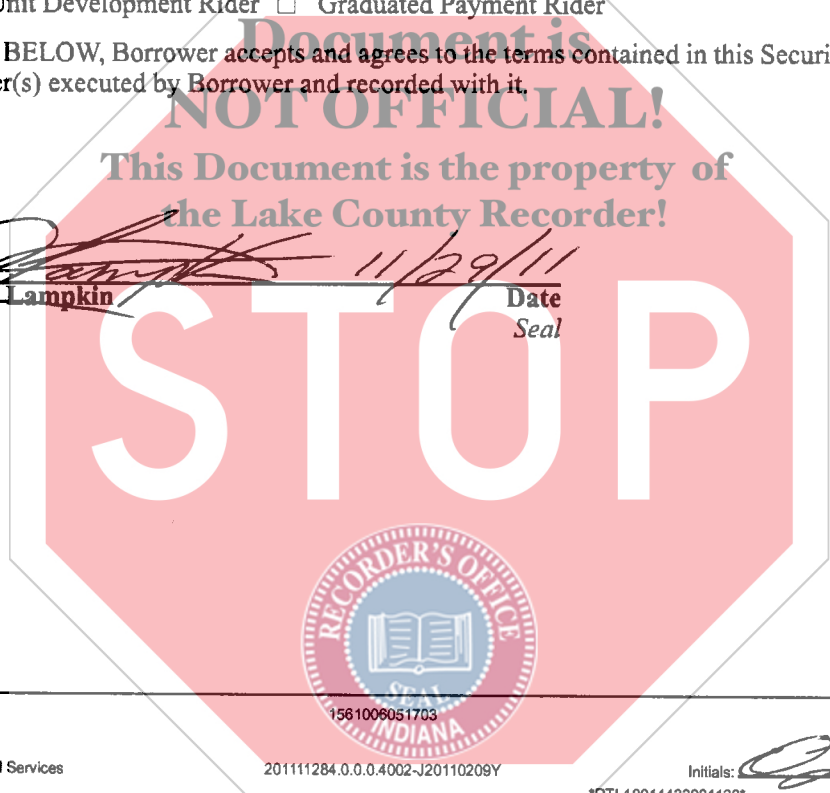 Unit Development Rider □ Graduated Payment Rider
Document is
BELOW, Borrower accepts and agrees to the terms contained in this Securi
er(s) executed by Borrower and recorded with it.
NOT OFFICIAL!
This Document is the property of
the Lake County Recorder!
11/29/11
Lampkin
Date
Seal
STOP
RECORDER'S OFFICE
SEAL
INDIANA
1561006051703
l Services
201111284.0.0.0.4002-J20110209Y
Initials: